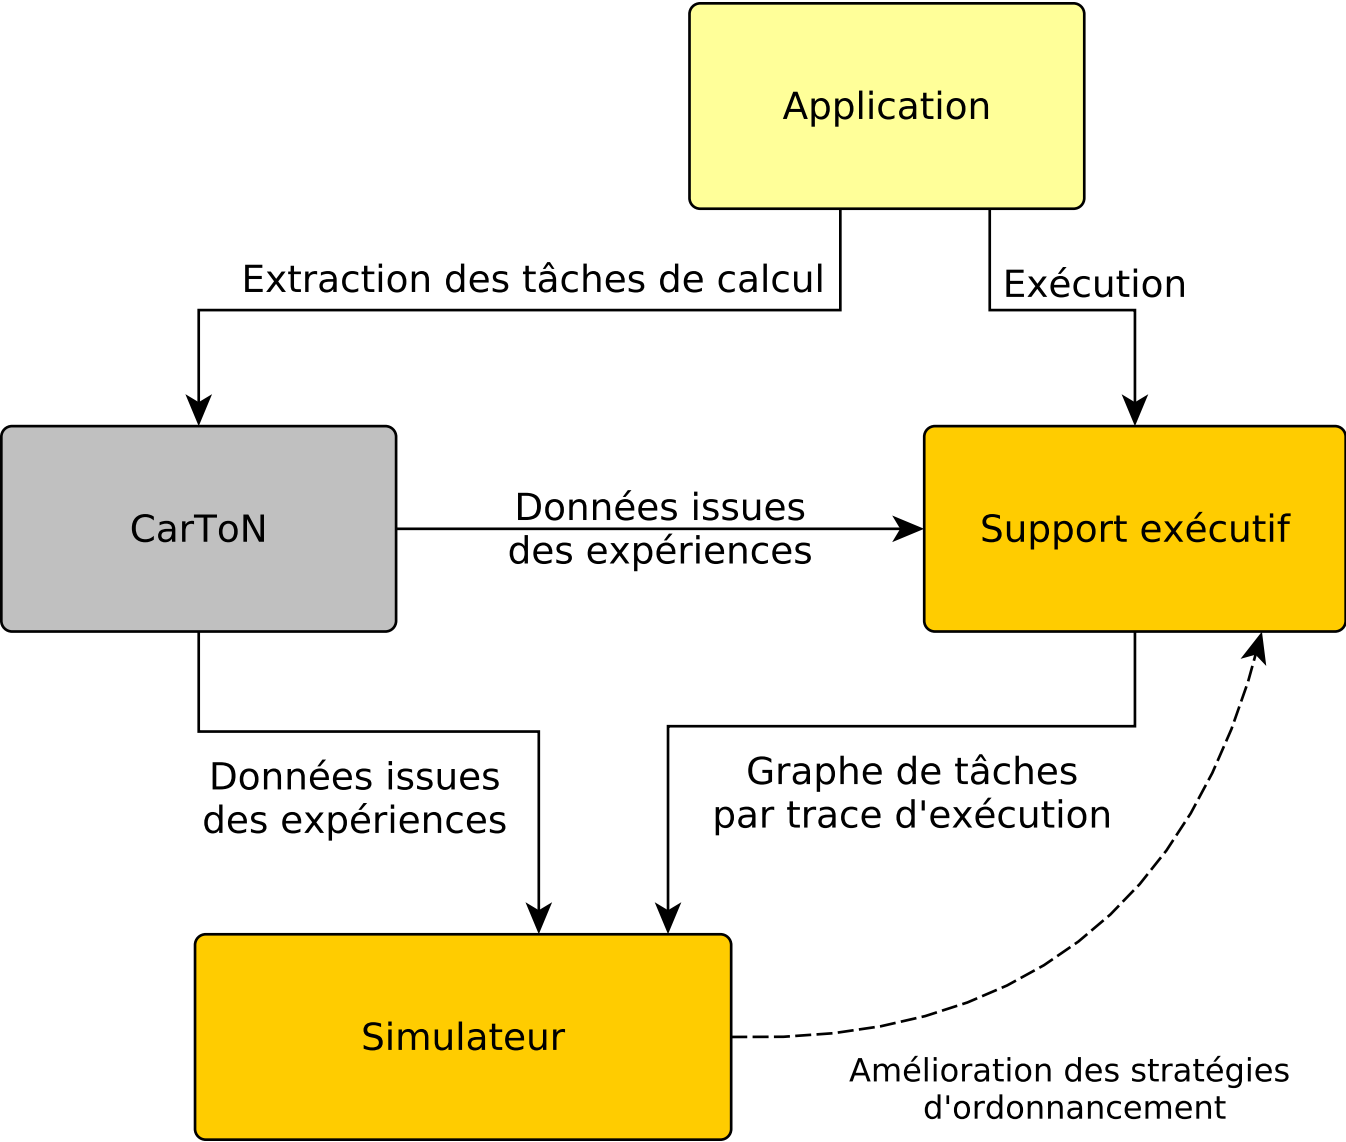 Application
Extraction des tâches de calcul
Exécution
CarToN
Données issues
des expériences
Support exécutif
Données issues
des expériences
Graphe de tâches
par trace d'exécution
Simulateur
Amélioration des stratégies
d'ordonnancement